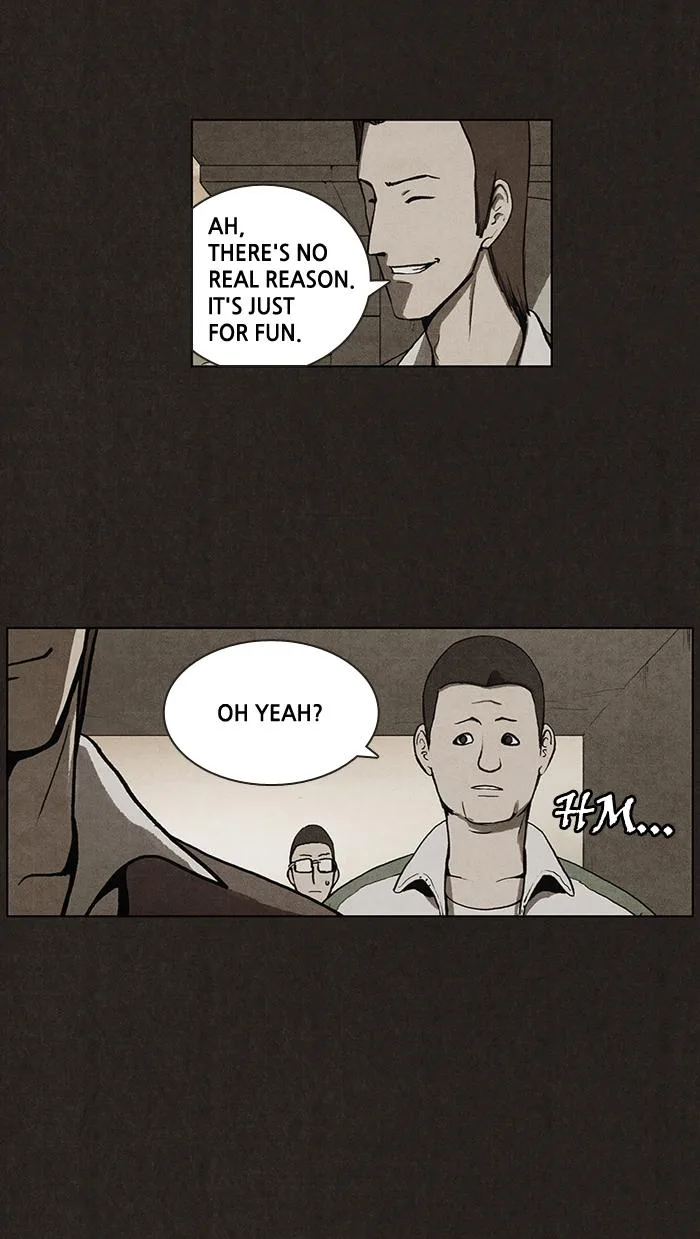 AH,
THERE'S NO
REAL REASON.
IT'S JUST
FOR FUN.
OH YEAH?
HM...